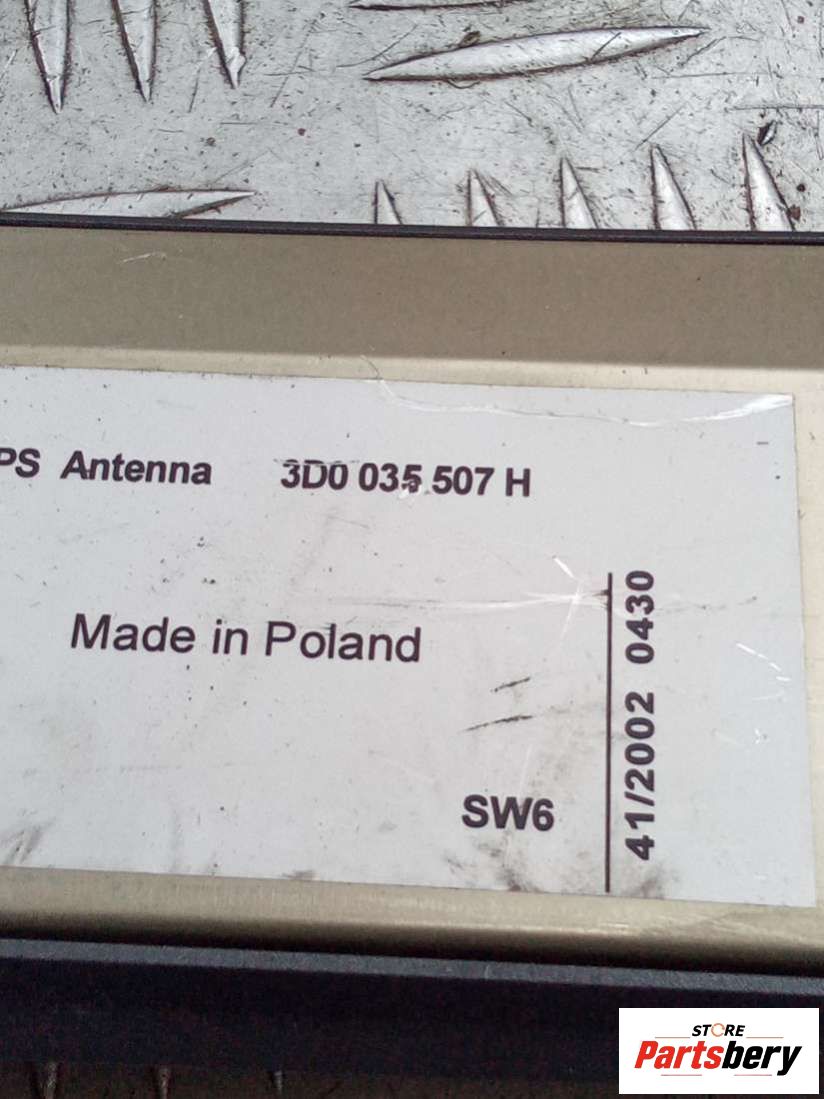 PS Antenna 3D0 035 507 H
Made in Poland
SW6
41/2002 0430
STORE
Partsbery